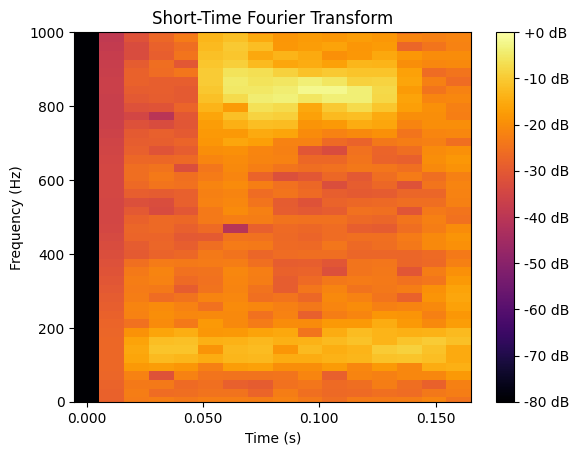 Short-Time Fourier Transform
Frequency (Hz)
1000
800
600
400
200
0
0.000
0.050
0.100
0.150
Time (s)
+0 dB
-10 dB
-20 dB
-30 dB
-40 dB
-50 dB
-60 dB
-70 dB
-80 dB